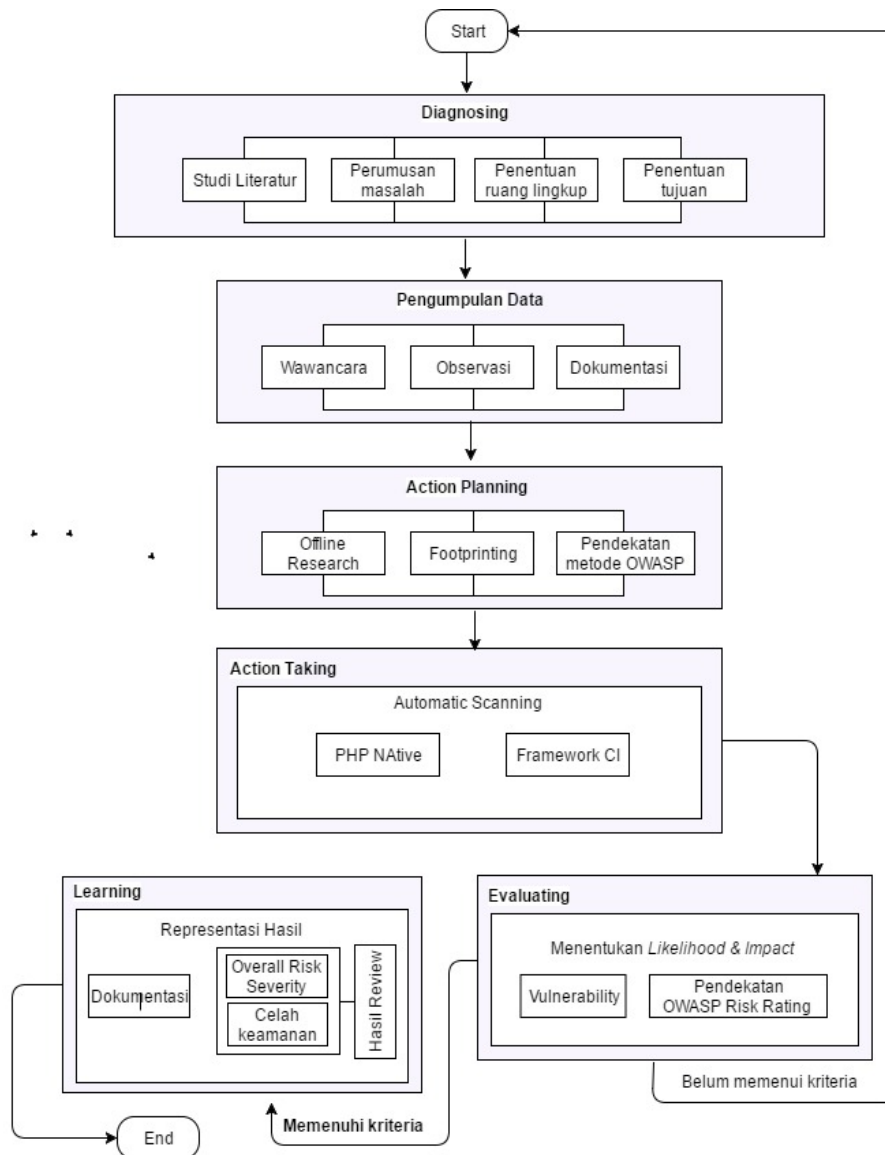 Start
Diagnosing
Studi Literatur
Perumusan
masalah
Penentuan
ruang lingkup
Penentuan
tujuan
Pengumpulan Data
Wawancara
Observasi
Dokumentasi
Action Planning
Offline
Research
Footprinting
Pendekatan
metode OWASP
Action Taking
Automatic Scanning
PHP NAtive
Framework CI
Learning
Representasi Hasil
Dokumentasi
Overall Risk
Severity
Celah
keamanan
Hasil Review
Evaluating
Menentukan Likelihood & Impact
Vulnerability
Pendekatan
OWASP Risk Rating
Belum memenui kriteria
Memenuhi kriteria
End